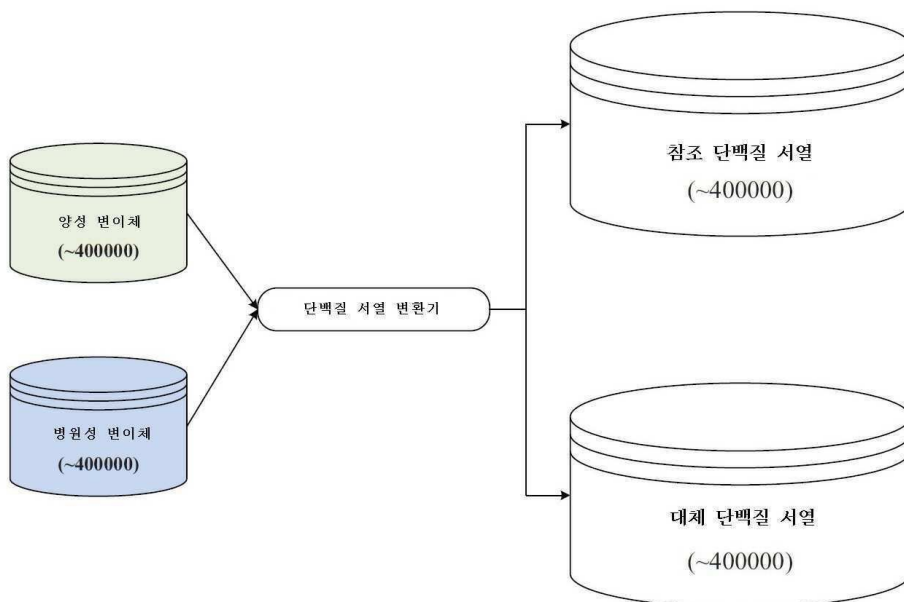 양성 변이체
(~400000)
병원성 변이체
(~400000)
단백질 서열 변환기
참조 단백질 서열
(~400000)
대체 단백질 서열
(~400000)